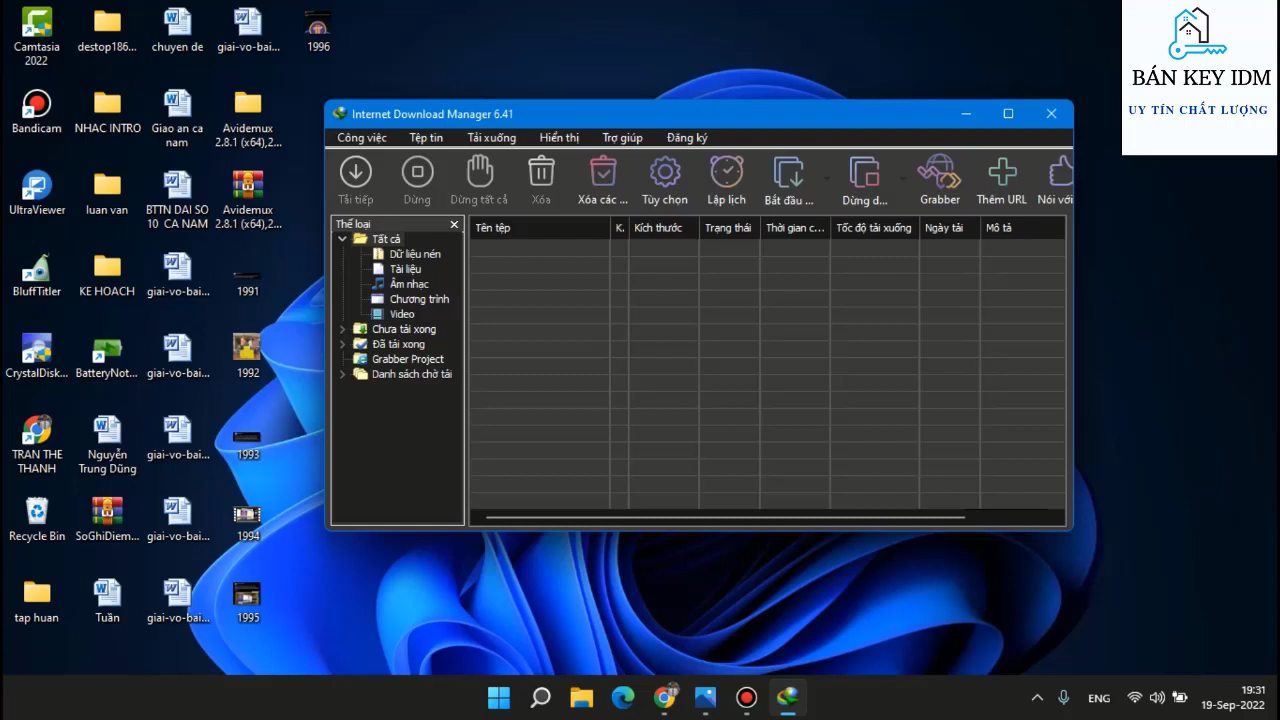 Camtasia
2022
destop186...
chuyen de
giai-vo-bai...
1996
Bandicam
NHAC INTRO
Giao an ca
nam
Avidemux
2.8.1 (x64),2...
UltraViewer
luan van
BTTN DAI SO
10 CA NAM
Avidemux
2.8.1 (x64),2...
BluffTitler
KE HOACH
giai-vo-bai...
1991
CrystalDisk...
BatteryNot...
giai-vo-bai...
1992
TRAN THE
THANH
Nguyễn
Trung Dũng
giai-vo-bai...
1993
Recycle Bin
SoGhiDiem...
giai-vo-bai...
1994
tap huan
Tuần
giai-vo-bai...
1995
Internet Download Manager 6.41
Công việc Tệp tin Tải xuống Hiển thị Trợ giúp Đăng ký
Tải tiếp Dừng Dừng tất cả Xóa Xóa các ... Tùy chọn Lập lịch Bắt đầu ... Dừng d... Grabber Thêm URL Nói với
Thể loại
Tất cả
Dữ liệu nén
Tài liệu
Âm nhạc
Chương trình
Video
Chưa tải xong
Đã tải xong
Grabber Project
Danh sách chờ tải
Tên tệp K. Kích thước Trạng thái Thời gian c... Tốc độ tải xuống Ngày tải Mô tả
BÁN KEY IDM
UY TÍN CHẤT LƯỢNG
ENG
19:31
19-Sep-2022